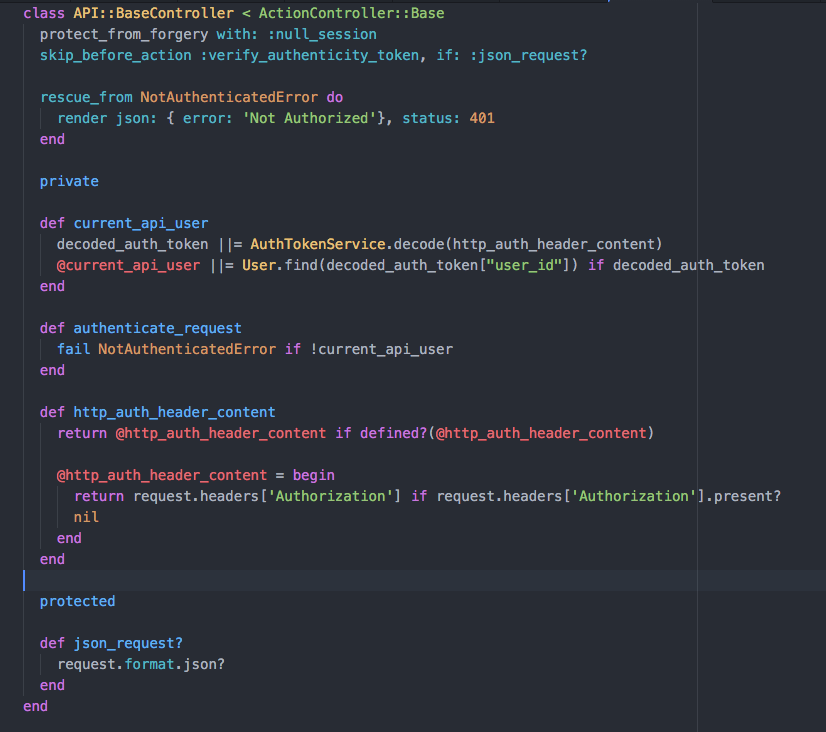 class API::BaseController < ActionController::Base
  protect_from_forgery with: :null_session
  skip_before_action :verify_authenticity_token, if: :json_request?

  rescue_from NotAuthenticatedError do
    render json: { error: 'Not Authorized'}, status: 401
  end

  private

  def current_api_user
    decoded_auth_token ||= AuthTokenService.decode(http_auth_header_content)
    @current_api_user ||= User.find(decoded_auth_token["user_id"]) if decoded_auth_token
  end

  def authenticate_request
    fail NotAuthenticatedError if !current_api_user
  end

  def http_auth_header_content
    return @http_auth_header_content if defined?(@http_auth_header_content)

    @http_auth_header_content = begin
      return request.headers['Authorization'] if request.headers['Authorization'].present?
      nil
    end
  end

  protected

  def json_request?
    request.format.json?
  end
end